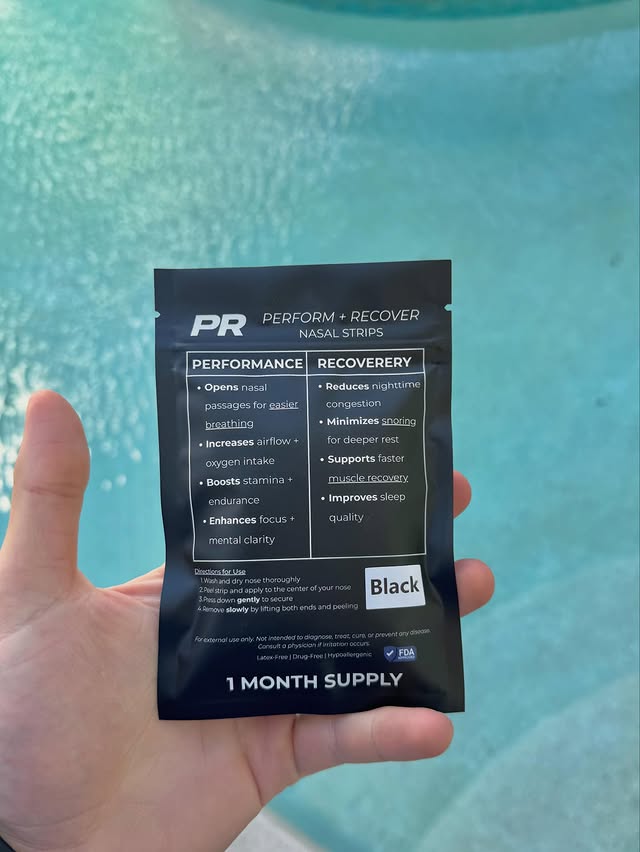 PR PERFORM + RECOVER
NASAL STRIPS
PERFORMANCE
• Opens nasal
passages for easier
breathing
• Increases airflow +
oxygen intake
• Boosts stamina +
endurance
• Enhances focus +
mental clarity
RECOVERERY
• Reduces nighttime
congestion
• Minimizes snoring
for deeper rest
• Supports faster
muscle recovery
• Improves sleep
quality
Directions for Use
1.Wash and dry nose thoroughly
2.Peel strip and apply to the center of your nose
3.Press down gently to secure
4.Remove slowly by lifting both ends and peeling
Black
For external use only. Not intended to diagnose, treat, cure, or prevent any disease.
Consult a physician if irritation occurs.
Latex-Free | Drug-Free | Hypoallergenic
FDA
1 MONTH SUPPLY